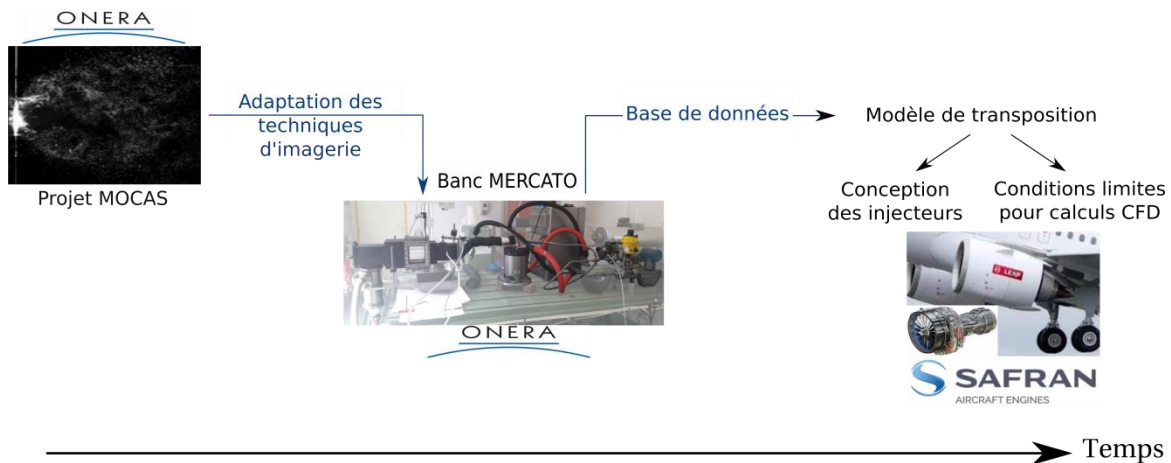 ONERA
Projet MOCAS
Adaptation des
techniques
d'imagerie
Banc MERCATO
ONERA
Base de données
Modèle de transposition
Conception
des injecteurs
Conditions limites
pour calculs CFD
LEAP
SAFRAN
AIRCRAFT ENGINES
Temps